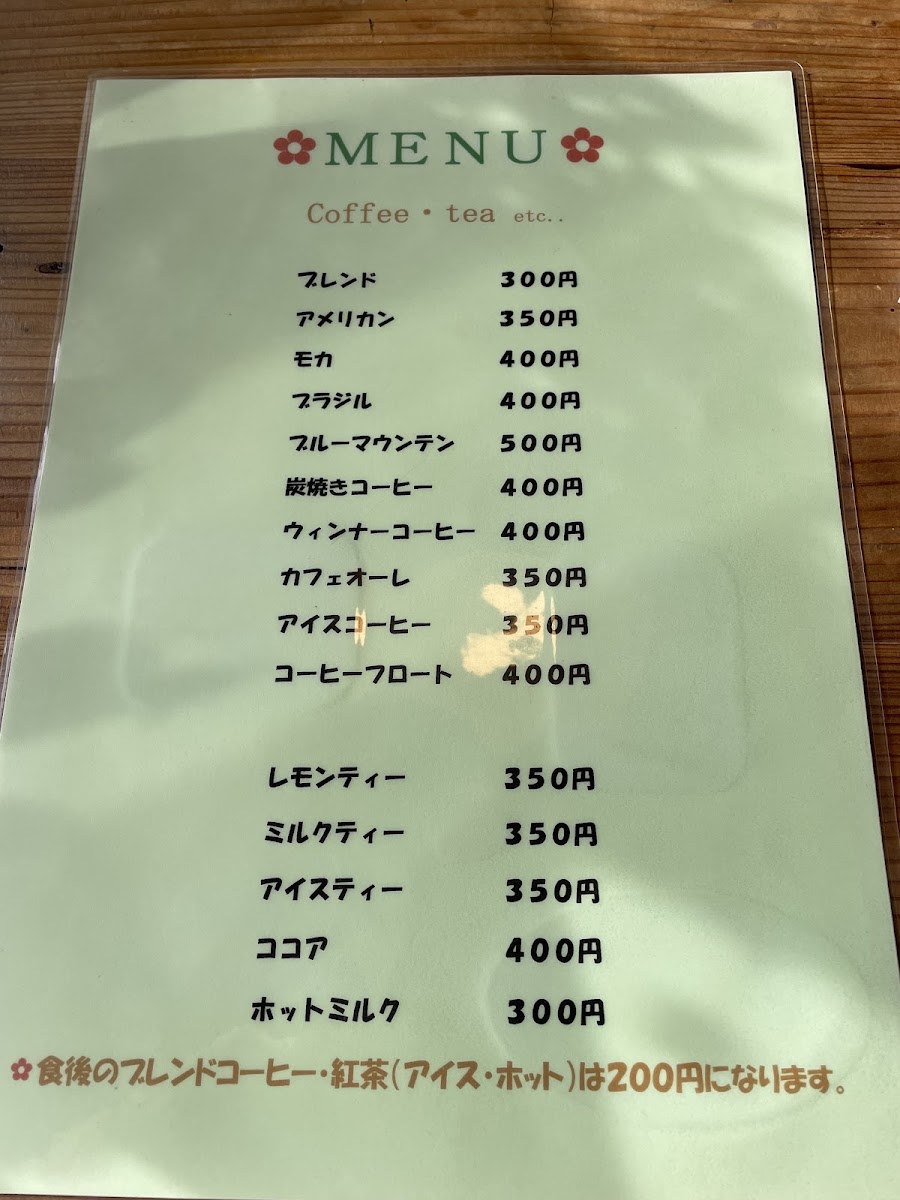 MENU
Coffee・tea etc..
ブレンド 300円
アメリカン 350円
モカ 400円
ブラジル 400円
ブルーマウンテン 500円
炭焼きコーヒー 400円
ウィンナーコーヒー 400円
カフェオーレ 350円
アイスコーヒー 350円
コーヒーフロート 400円
レモンティー 350円
ミルクティー 350円
アイスティー 350円
ココア 400円
ホットミルク 300円
食後のブレンドコーヒー・紅茶(アイス・ホット)は200円になります。